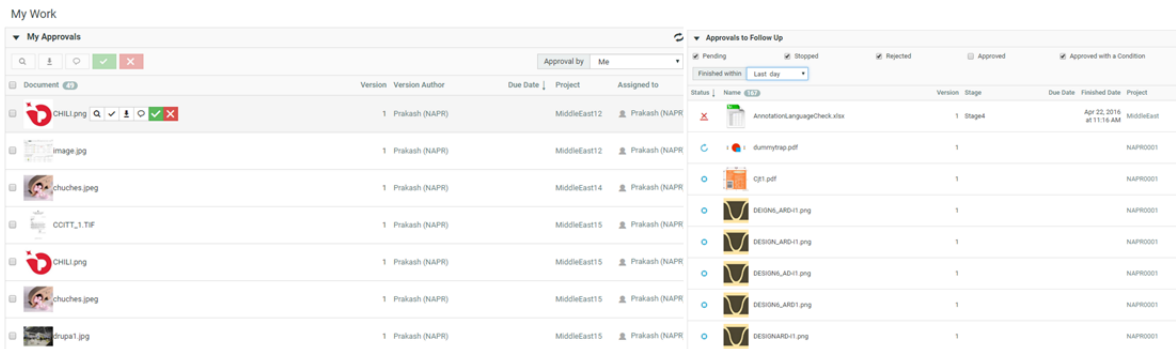 My Work
My Approvals
Approval by Me
Document 49 Version Version Author Due Date Project Assigned to
CHILI.png 1 Prakash (NAPR) MiddleEast12 Prakash (NAPR
image.jpg 1 Prakash (NAPR) MiddleEast12 Prakash (NAPR
chuches.jpeg 1 Prakash (NAPR) MiddleEast14 Prakash (NAPR
CCITT_1.TIF 1 Prakash (NAPR) MiddleEast15 Prakash (NAPR
CHILI.png 1 Prakash (NAPR) MiddleEast15 Prakash (NAPR
chuches.jpeg 1 Prakash (NAPR) MiddleEast15 Prakash (NAPR
drupa1.jpg 1 Prakash (NAPR) MiddleEast15 Prakash (NAPR
Approvals to Follow Up
Pending Stopped Rejected Approved Approved with a Condition
Finished within Last day
Status Name 167 Version Stage Due Date Finished Date Project
AnnotationLanguageCheck.xlsx 1 Stage4 Apr 22, 2016 at 11:16 AM MiddleEast
dummytrap.pdf 1 NAPR0001
1 NAPR0001
DEIGN6_ARD-I1.png 1 NAPR0001
DESIGN_ARD-I1.png 1 NAPR0001
DESIGN6_AD-I1.png 1 NAPR0001
DESIGN6_ARD1.png 1 NAPR0001
DESIGNARD-I1.png 1 NAPR0001